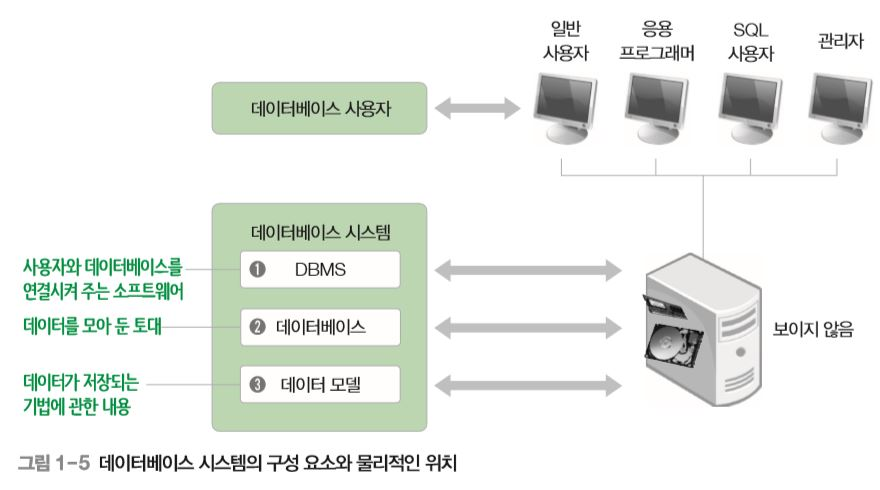 일반
사용자
응용
프로그래머
SQL
사용자
관리자
데이터베이스 사용자
데이터베이스 시스템
사용자와 데이터베이스를
연결시켜 주는 소프트웨어
❶ DBMS
데이터를 모아 둔 토대
❷ 데이터베이스
보이지 않음
데이터가 저장되는
기법에 관한 내용
❸ 데이터 모델
그림 1-5 데이터베이스 시스템의 구성 요소와 물리적인 위치